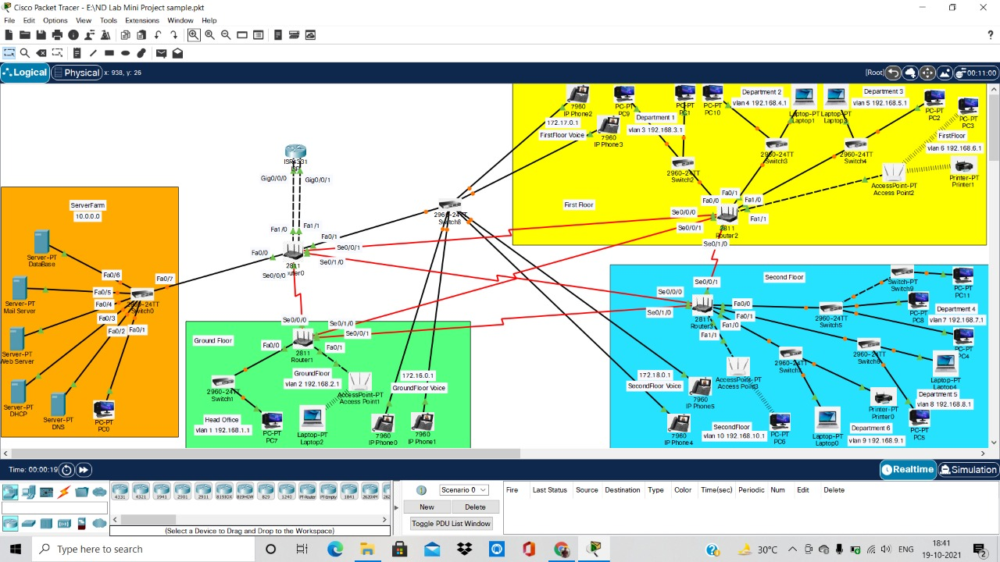 Cisco Packet Tracer - E:\ND Lab Mini Project sample.pkt
File Edit Options View Tools Extensions Window Help
?
Logical Physical x: 938, y: 26 [Root] 00:11:00
7960
IP Phone2
172.17.0.1
FirstFloor Voice
7960
IP Phone3
PC-PT
PC9
Department 1
vlan 3 192.168.3.1
PC-PT
PC10
Department 2
vlan 4 192.168.4.1
Laptop-PT
Laptop1
Laptop-PT
Department 3
vlan 5 192.168.5.1
PC-PT
PC2
PC-PT
PC3
FirstFloor
vlan 6 192.168.6.1
2960-24TT
Switch2
2960-24TT
Switch3
2960-24TT
Switch4
AccessPoint-PT
Access Point2
Printer-PT
Printer1
First Floor
Fa0/1
Fa0/0
Fa1/0
Fa1/1
Se0/0/0
Se0/0/1
2811
Router2
Se0/1/0
Gig0/0/0
Gig0/0/1
Fa1/0
Fa1/1
Fa0/1
Fa0/0
Se0/0/1
Se0/1/0
Se0/0/0
2811
Switch8
ServerFarm
10.0.0.0
Server-PT
DataBase
Server-PT
Mail Server
Server-PT
Web Server
Server-PT
DHCP
Server-PT
DNS
PC-PT
PC0
Fa0/6
Fa0/5
Fa0/4
Fa0/3
Fa0/2
Fa0/1
Fa0/7
Switch0
Ground Floor
Se0/0/0
Se0/1/0
Se0/0/1
Fa0/0
Fa0/1
2811
Router1
GroundFloor
vlan 2 192.168.2.1
2960-24TT
Switch1
AccessPoint-PT
Access Point1
Head Office
vlan 1 192.168.1.1
PC-PT
PC7
Laptop-PT
Laptop2
172.16.0.1
GroundFloor Voice
7960
IP Phone0
7960
IP Phone1
Second Floor
Se0/0/1
Se0/0/0
Se0/1/0
Fa0/0
Fa0/1
Fa1/0
Fa1/1
2811
Router3
Switch-PT
Switch9
PC-PT
PC11
PC-PT
PC8
Department 4
vlan 7 192.168.7.1
PC-PT
PC4
2960-24TT
Switch5
2960-24TT
2960-24TT
Laptop-PT
Laptop4
Department 5
vlan 8 192.168.8.1
Printer-PT
Printer0
PC-PT
PC5
Department 6
vlan 9 192.168.9.1
Laptop-PT
Laptop0
AccessPoint-PT
PC-PT
PC6
SecondFloor
vlan 10 192.168.10.1
172.18.0.1
SecondFloor Voice
7960
IP Phone5
7960
IP Phone4
Time: 00:00:19
Realtime Simulation
4331 4321 1941 2901 2911 819IOX 819HGW 829 1240 PT-Router PT-Empty 1841 2620XM
(Select a Device to Drag and Drop to the Workspace)
Scenario 0
New Delete
Toggle PDU List Window
Fire Last Status Source Destination Type Color Time(sec) Periodic Num Edit Delete
Type here to search
30°C ENG 18:41
19-10-2021
2